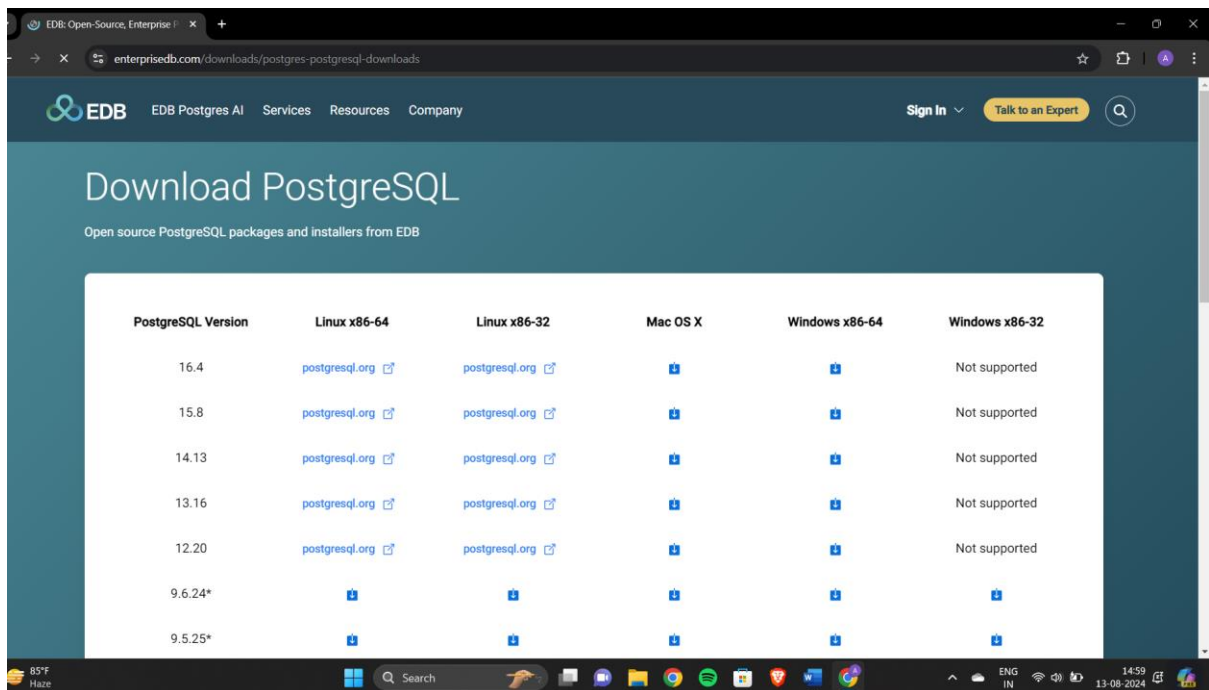 EDB: Open-Source, Enterprise P
enterprisedb.com/downloads/postgres-postgresql-downloads
A
EDB EDB Postgres AI Services Resources Company Sign In Talk to an Expert
Download PostgreSQL
Open source PostgreSQL packages and installers from EDB
PostgreSQL Version Linux x86-64 Linux x86-32 Mac OS X Windows x86-64 Windows x86-32
16.4 postgresql.org postgresql.org Not supported
15.8 postgresql.org postgresql.org Not supported
14.13 postgresql.org postgresql.org Not supported
13.16 postgresql.org postgresql.org Not supported
12.20 postgresql.org postgresql.org Not supported
9.6.24*
9.5.25*
85°F Search ENG 14:59
Haze IN 13-08-2024